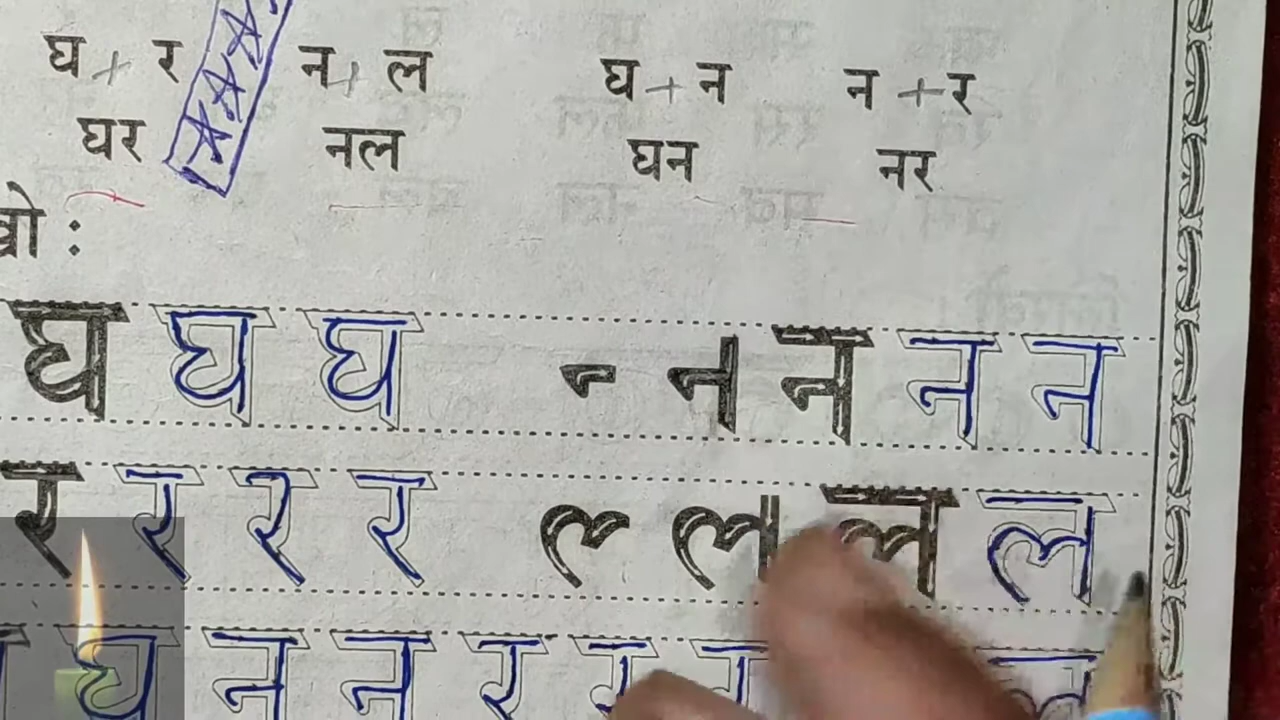 घ + र न + ल घ + न न + र
घर नल घन नर
घ घ घ न न न
र र र र ल ल ल
घ न न र र